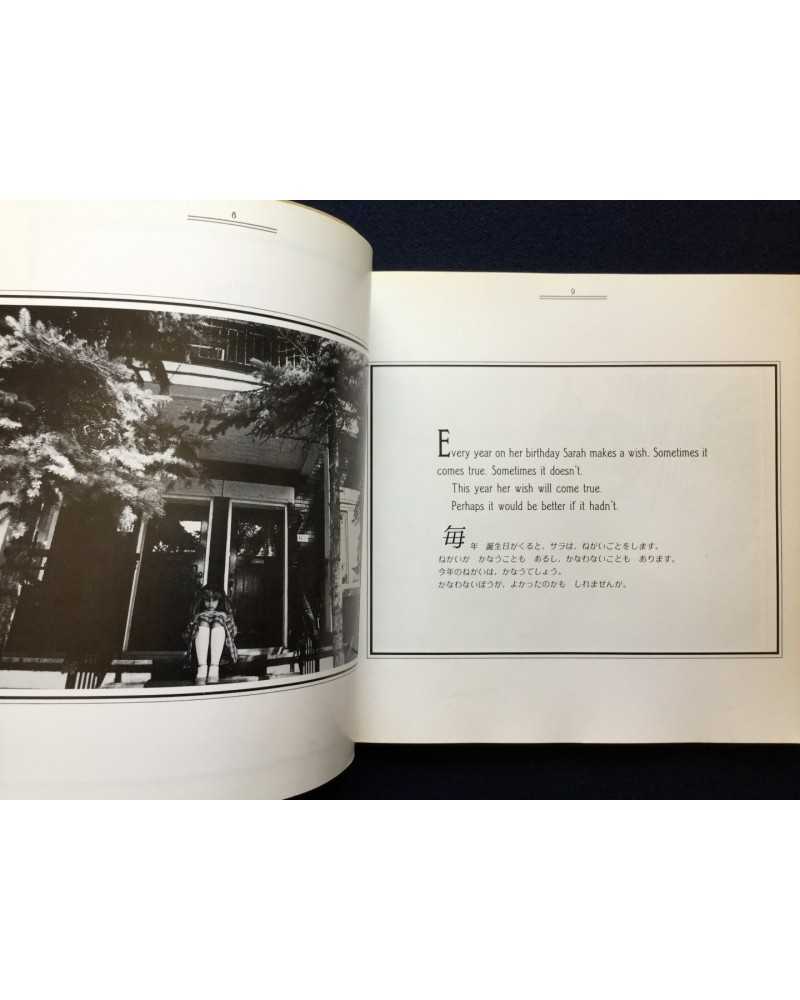 8
9
Every year on her birthday Sarah makes a wish. Sometimes it
comes true. Sometimes it doesn't.
This year her wish will come true.
Perhaps it would be better if it hadn't.
毎年 誕生日がくると、サラは、ねがいごとをします。
ねがいが かなうことも あるし、かなわないことも あります。
今年のねがいは、かなうでしょう。
かなわないほうが、よかったのかも しれませんが。